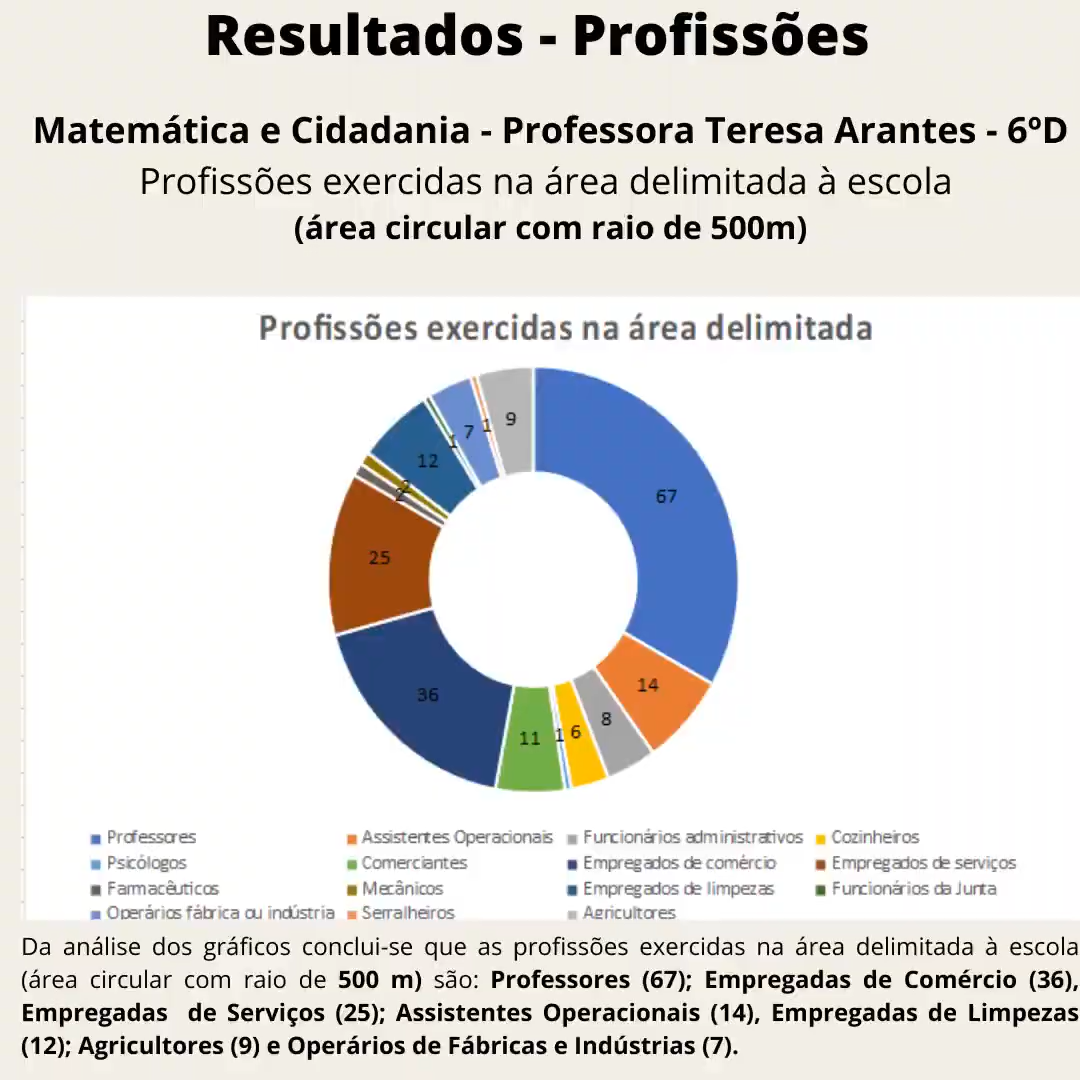 Resultados - Profissões
Matemática e Cidadania - Professora Teresa Arantes - 6ºD
Profissões exercidas na área delimitada à escola
(área circular com raio de 500m)
Profissões exercidas na área delimitada
9
1
7
1
12
2
2
25
36
11
1
6
8
14
67
Professores
Assistentes Operacionais
Funcionários administrativos
Cozinheiros
Psicólogos
Comerciantes
Empregados de comércio
Empregados de serviços
Farmacêuticos
Mecânicos
Empregados de limpezas
Funcionários da Junta
Operários fábrica ou indústria
Serralheiros
Agricultores
Da análise dos gráficos conclui-se que as profissões exercidas na área delimitada à escola
(área circular com raio de 500 m) são: Professores (67); Empregadas de Comércio (36),
Empregadas de Serviços (25); Assistentes Operacionais (14), Empregadas de Limpezas
(12); Agricultores (9) e Operários de Fábricas e Indústrias (7).